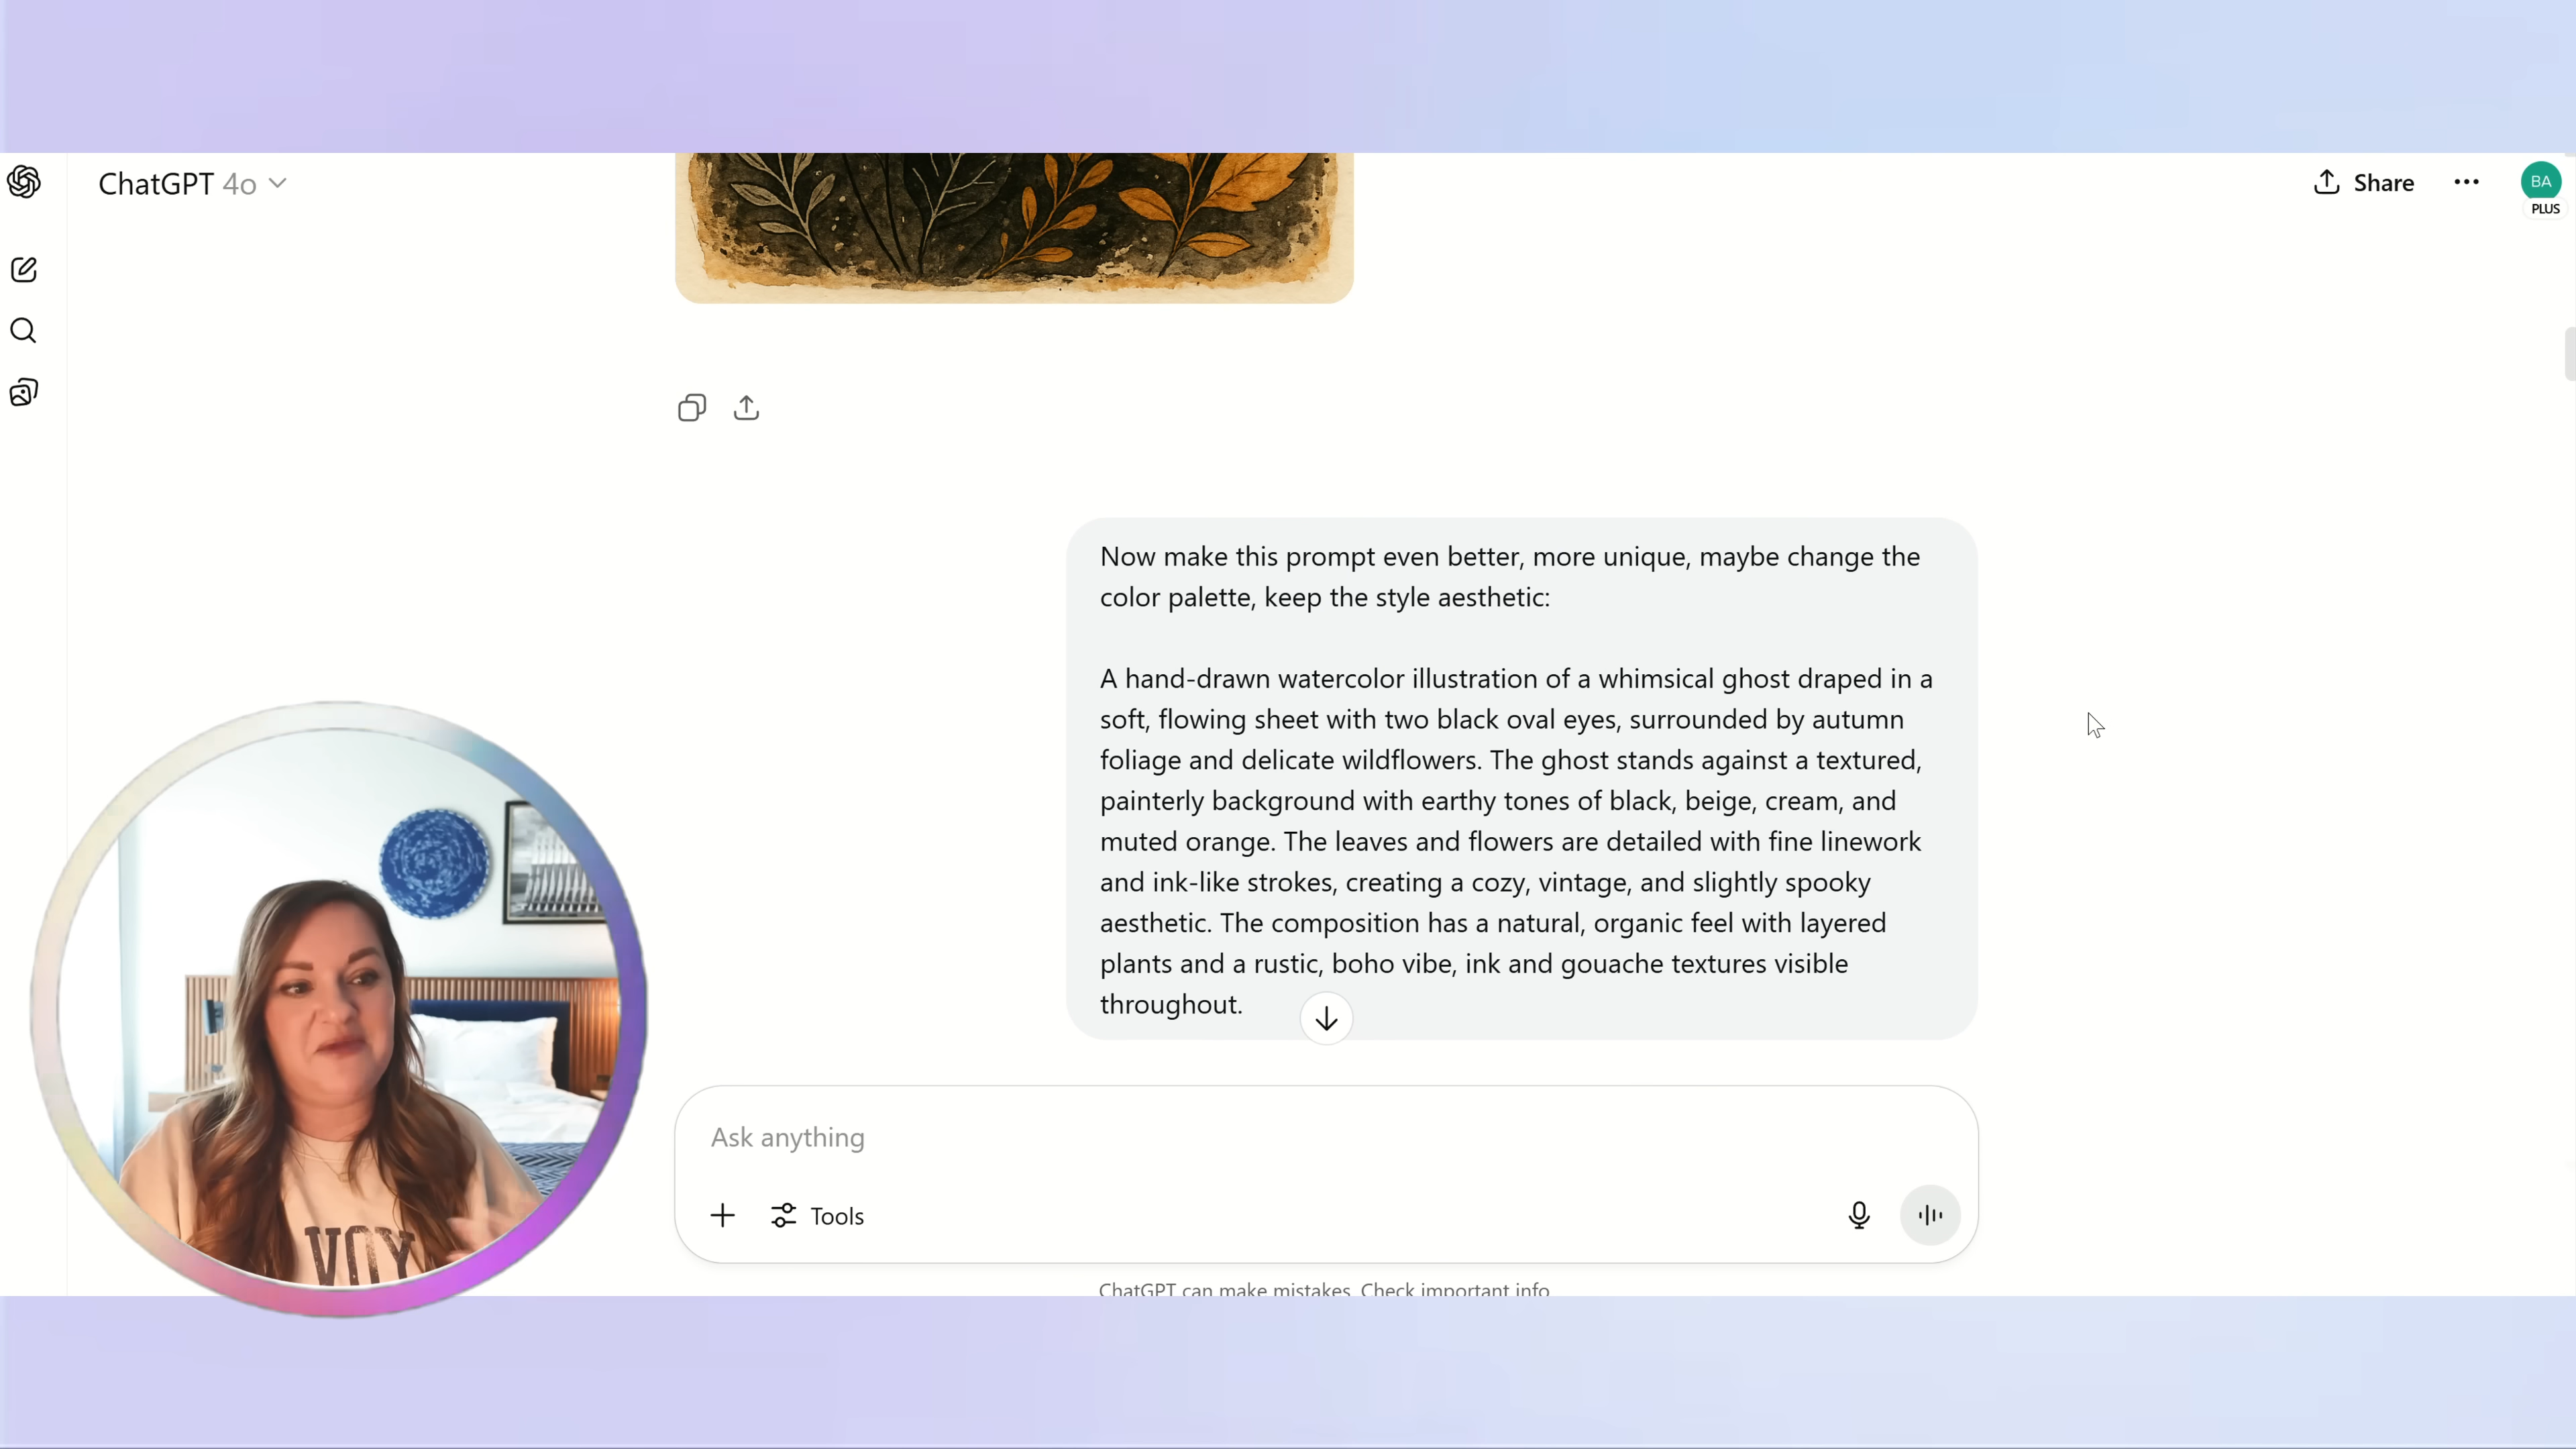 ChatGPT 4o
Share
BA
PLUS
Now make this prompt even better, more unique, maybe change the
color palette, keep the style aesthetic:
A hand-drawn watercolor illustration of a whimsical ghost draped in a
soft, flowing sheet with two black oval eyes, surrounded by autumn
foliage and delicate wildflowers. The ghost stands against a textured,
painterly background with earthy tones of black, beige, cream, and
muted orange. The leaves and flowers are detailed with fine linework
and ink-like strokes, creating a cozy, vintage, and slightly spooky
aesthetic. The composition has a natural, organic feel with layered
plants and a rustic, boho vibe, ink and gouache textures visible
throughout.
Ask anything
Tools
ChatGPT can make mistakes. Check important info.